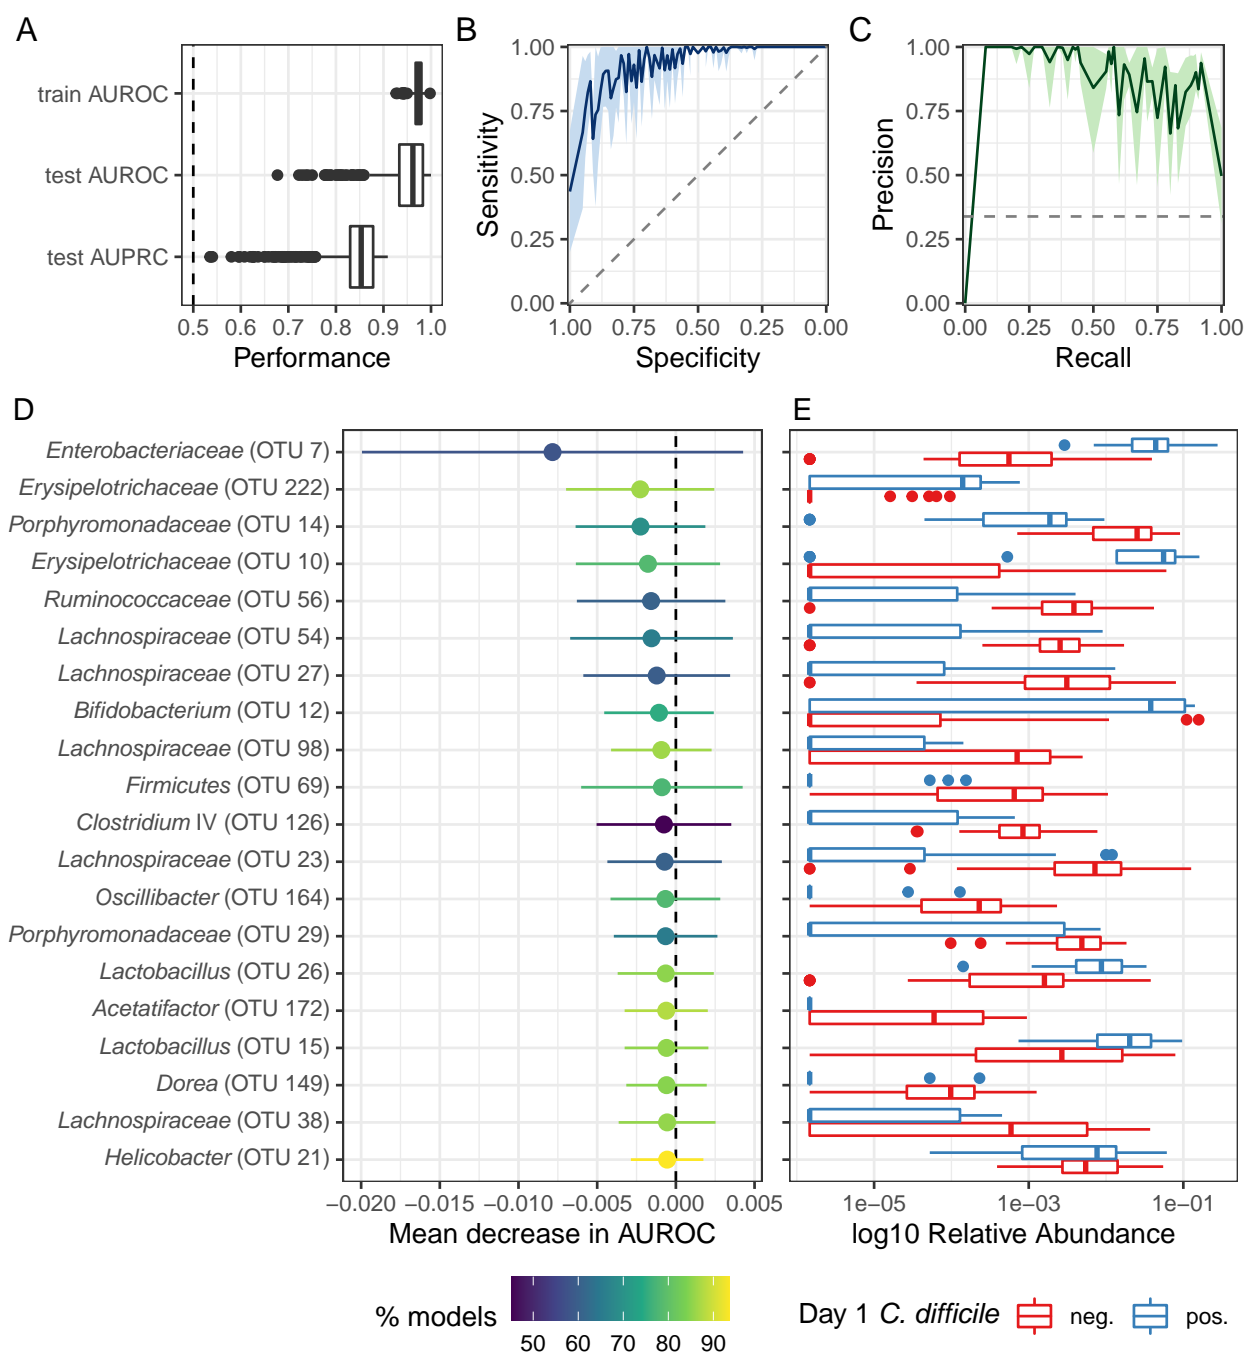 A
train AUROC
test AUROC
test AUPRC
0.5 0.6 0.7 0.8 0.9 1.0
Performance
B
Sensitivity
1.00
0.75
0.50
0.25
0.00
1.00 0.75 0.50 0.25 0.00
Specificity
C
Precision
1.00
0.75
0.50
0.25
0.00
0.00 0.25 0.50 0.75 1.00
Recall
D
Enterobacteriaceae (OTU 7)
Erysipelotrichaceae (OTU 222)
Porphyromonadaceae (OTU 14)
Erysipelotrichaceae (OTU 10)
Ruminococcaceae (OTU 56)
Lachnospiraceae (OTU 54)
Lachnospiraceae (OTU 27)
Bifidobacterium (OTU 12)
Lachnospiraceae (OTU 98)
Firmicutes (OTU 69)
Clostridium IV (OTU 126)
Lachnospiraceae (OTU 23)
Oscillibacter (OTU 164)
Porphyromonadaceae (OTU 29)
Lactobacillus (OTU 26)
Acetatifactor (OTU 172)
Lactobacillus (OTU 15)
Dorea (OTU 149)
Lachnospiraceae (OTU 38)
Helicobacter (OTU 21)
−0.020 −0.015 −0.010 −0.005 0.000 0.005
Mean decrease in AUROC
E
1e−05 1e−03 1e−01
log10 Relative Abundance
% models
50 60 70 80 90
Day 1 C. difficile neg. pos.